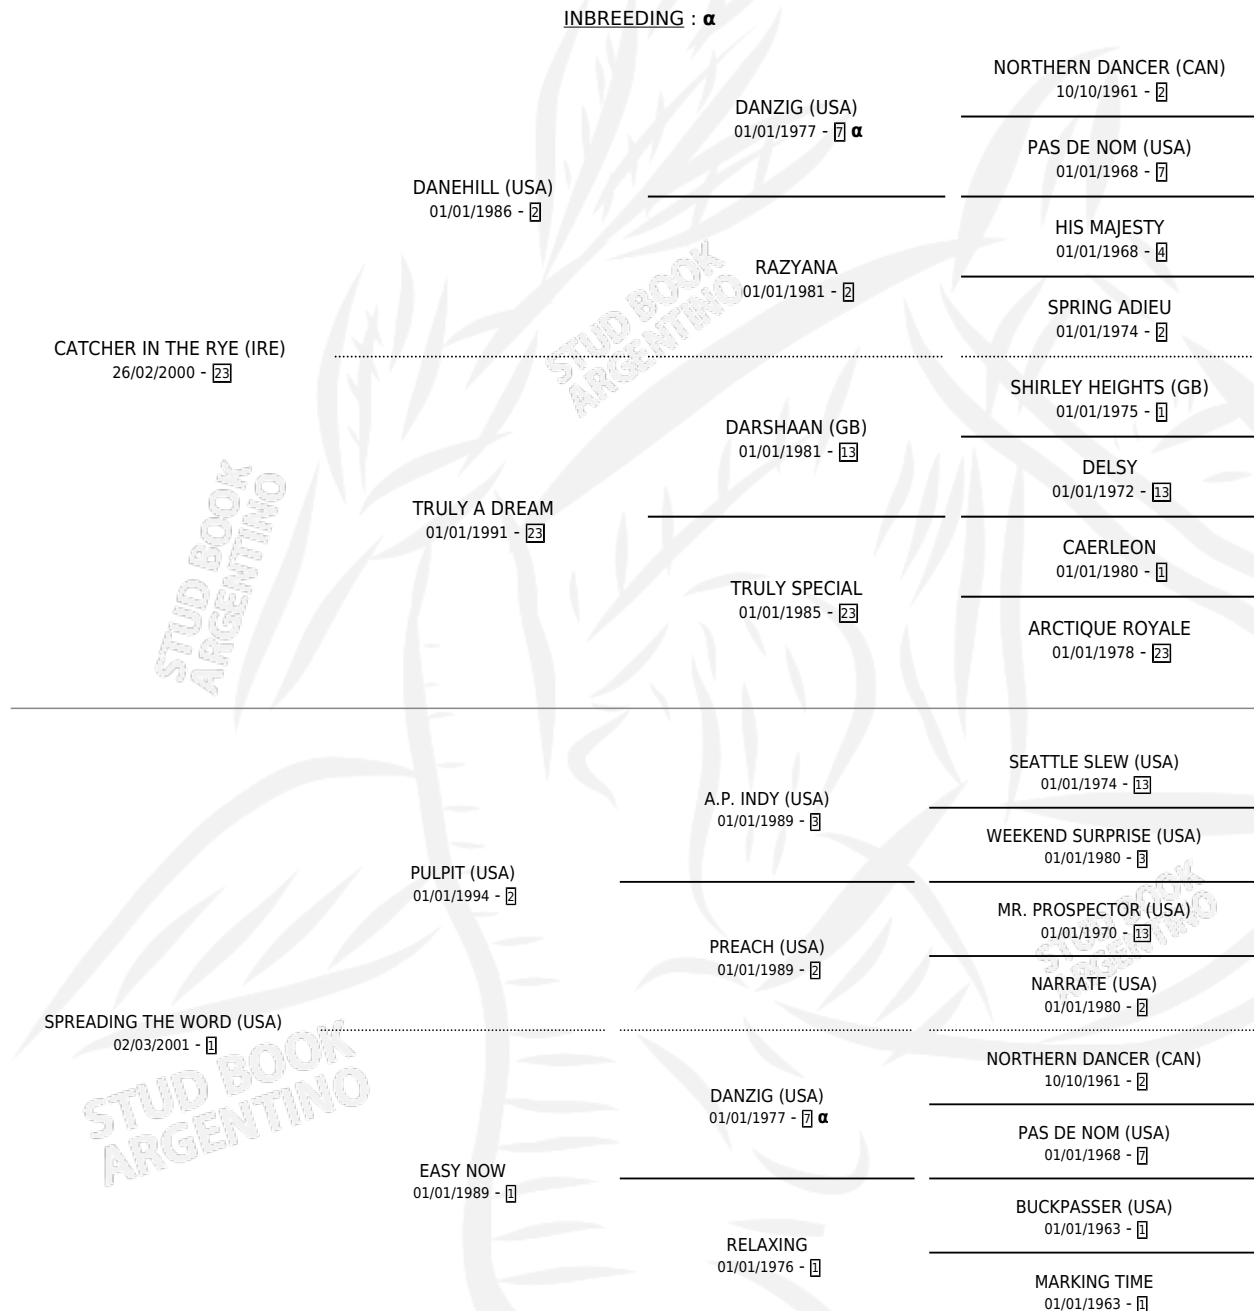 INBREEDING : α
NORTHERN DANCER (CAN)
10/10/1961 - 2
DANZIG (USA)
01/01/1977 - 7 α
PAS DE NOM (USA)
01/01/1968 - 7
DANEHILL (USA)
01/01/1986 - 2
HIS MAJESTY
01/01/1968 - 4
RAZYANA
01/01/1981 - 2
SPRING ADIEU
01/01/1974 - 2
CATCHER IN THE RYE (IRE)
26/02/2000 - 23
SHIRLEY HEIGHTS (GB)
01/01/1975 - 1
DARSHAAN (GB)
01/01/1981 - 13
DELSY
01/01/1972 - 13
TRULY A DREAM
01/01/1991 - 23
CAERLEON
01/01/1980 - 1
TRULY SPECIAL
01/01/1985 - 23
ARCTIQUE ROYALE
01/01/1978 - 23
SEATTLE SLEW (USA)
01/01/1974 - 13
A.P. INDY (USA)
01/01/1989 - 3
WEEKEND SURPRISE (USA)
01/01/1980 - 3
PULPIT (USA)
01/01/1994 - 2
MR. PROSPECTOR (USA)
01/01/1970 - 13
PREACH (USA)
01/01/1989 - 2
NARRATE (USA)
01/01/1980 - 2
SPREADING THE WORD (USA)
02/03/2001 - 1
NORTHERN DANCER (CAN)
10/10/1961 - 2
DANZIG (USA)
01/01/1977 - 7 α
PAS DE NOM (USA)
01/01/1968 - 7
EASY NOW
01/01/1989 - 1
BUCKPASSER (USA)
01/01/1963 - 1
RELAXING
01/01/1976 - 1
MARKING TIME
01/01/1963 - 1
STUD BOOK
ARGENTINO
STUD BOOK
ARGENTINO
STUD BOOK
ARGENTINO
STUD BOOK
ARGENTINO